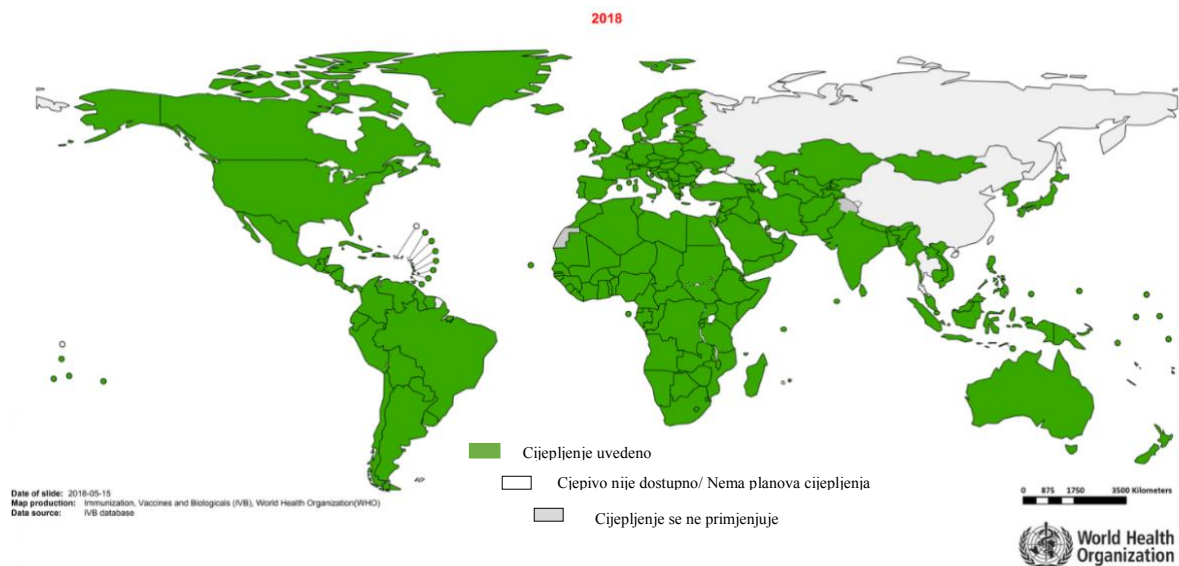 2018
Cijepljenje uvedeno
Cjepivo nije dostupno/ Nema planova cijepljenja
Cijepljenje se ne primjenjuje
Date of slide: 2018-05-15
Map production: Immunization, Vaccines and Biologicals (IVB), World Health Organization(WHO)
Data source: IVB database
0 875 1750 3500 Kilometers
World Health
Organization